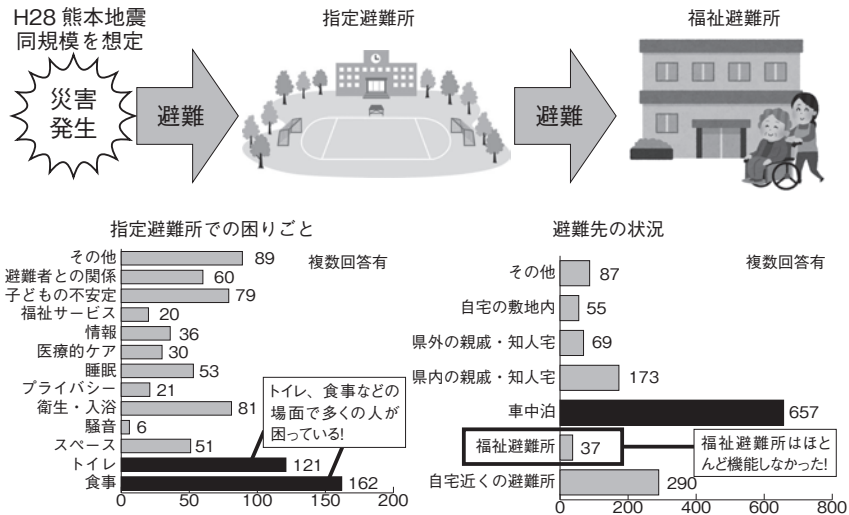 H28 熊本地震
同規模を想定
災害
発生
避難
指定避難所
避難
福祉避難所
指定避難所での困りごと
複数回答有
その他 89
避難者との関係 60
子どもの不安定 79
福祉サービス 20
情報 36
医療的ケア 30
睡眠 53
プライバシー 21
衛生・入浴 81
騒音 6
スペース 51
トイレ 121
食事 162
0 50 100 150 200
トイレ、食事などの
場面で多くの人が
困っている!
避難先の状況
複数回答有
その他 87
自宅の敷地内 55
県外の親戚・知人宅 69
県内の親戚・知人宅 173
車中泊 657
福祉避難所 37
自宅近くの避難所 290
0 200 400 600 800
福祉避難所はほと
んど機能しなかった!